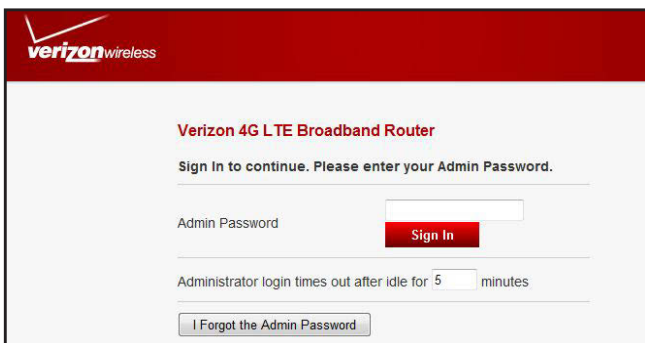 verizonwireless
Verizon 4G LTE Broadband Router
Sign In to continue. Please enter your Admin Password.
Admin Password
Sign In
Administrator login times out after idle for 5 minutes
I Forgot the Admin Password